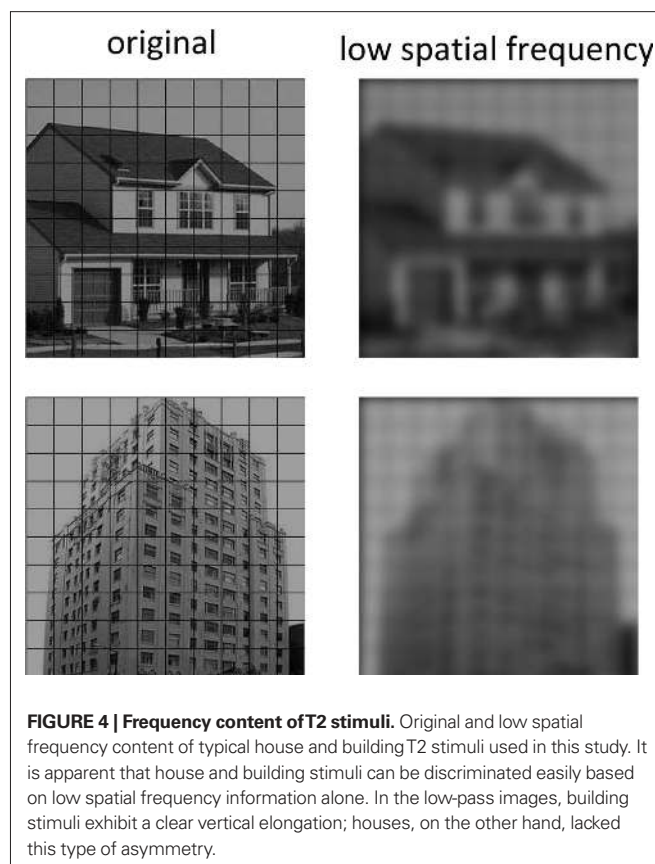 original
low spatial frequency
FIGURE 4 | Frequency content of T2 stimuli. Original and low spatial
frequency content of typical house and building T2 stimuli used in this study. It
is apparent that house and building stimuli can be discriminated easily based
on low spatial frequency information alone. In the low-pass images, building
stimuli exhibit a clear vertical elongation; houses, on the other hand, lacked
this type of asymmetry.